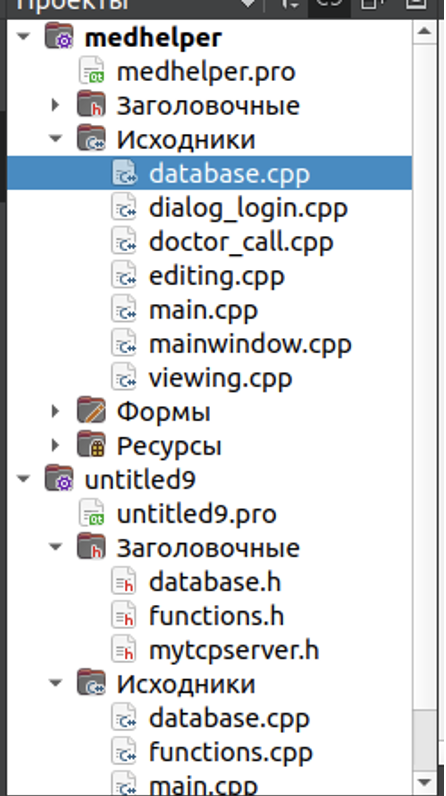 Проекты
medhelper
medhelper.pro
Заголовочные
Исходники
database.cpp
dialog_login.cpp
doctor_call.cpp
editing.cpp
main.cpp
mainwindow.cpp
viewing.cpp
Формы
Ресурсы
untitled9
untitled9.pro
Заголовочные
database.h
functions.h
mytcpserver.h
Исходники
database.cpp
functions.cpp
main.cpp